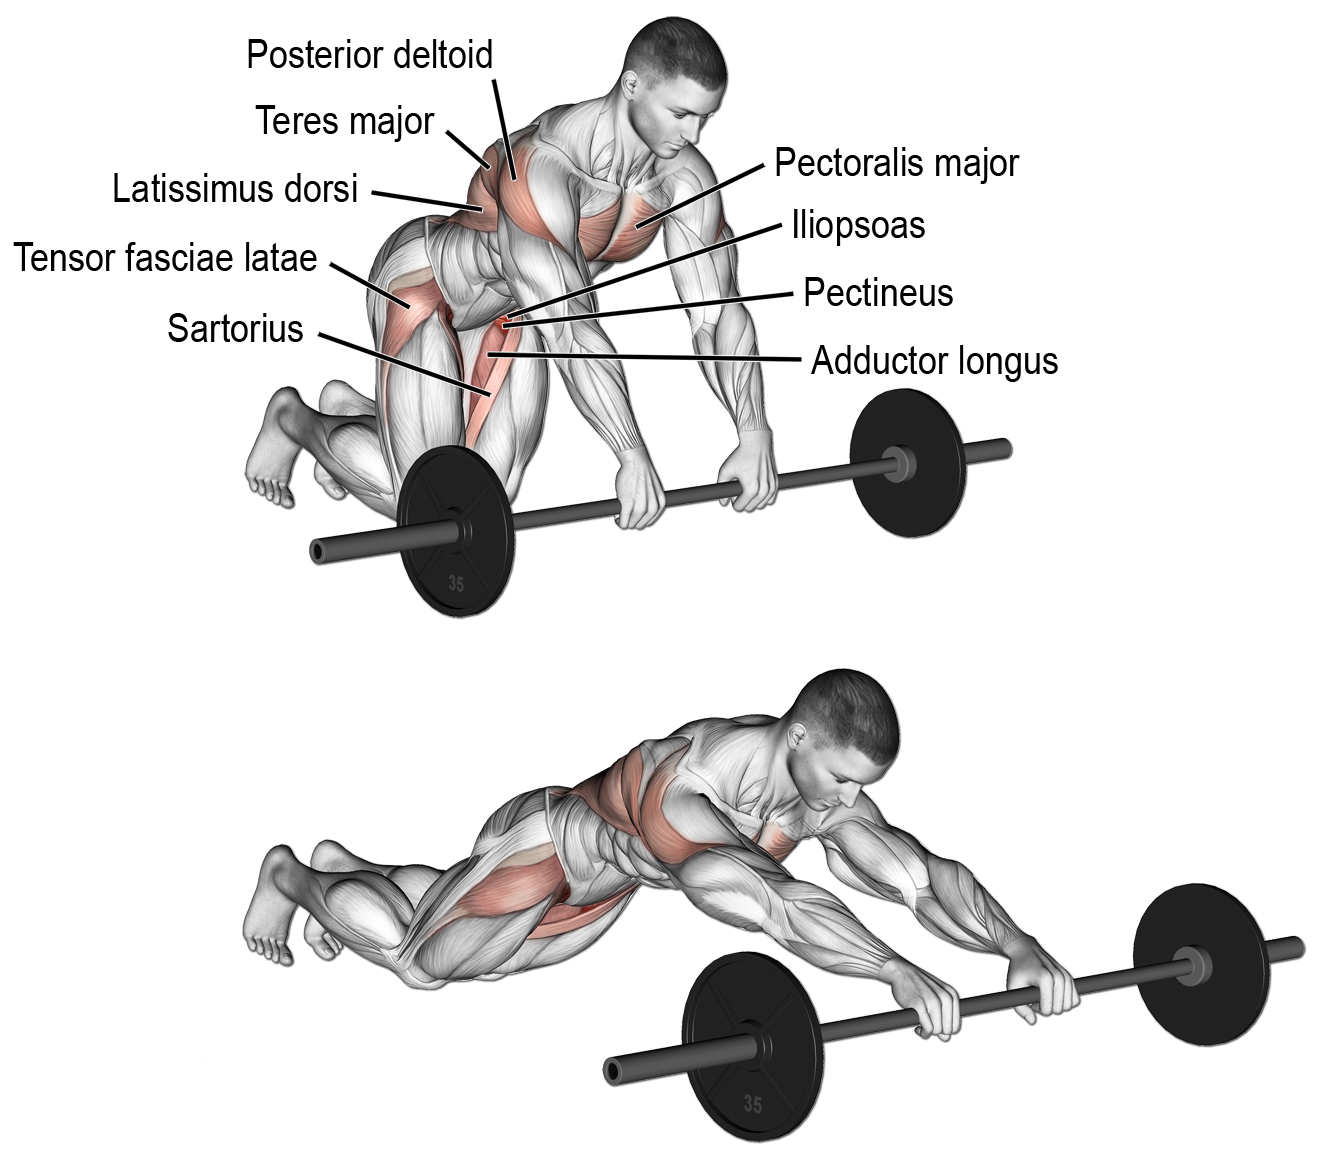 Posterior deltoid
Teres major
Latissimus dorsi
Tensor fasciae latae
Sartorius
Pectoralis major
Iliopsoas
Pectineus
Adductor longus
35
35